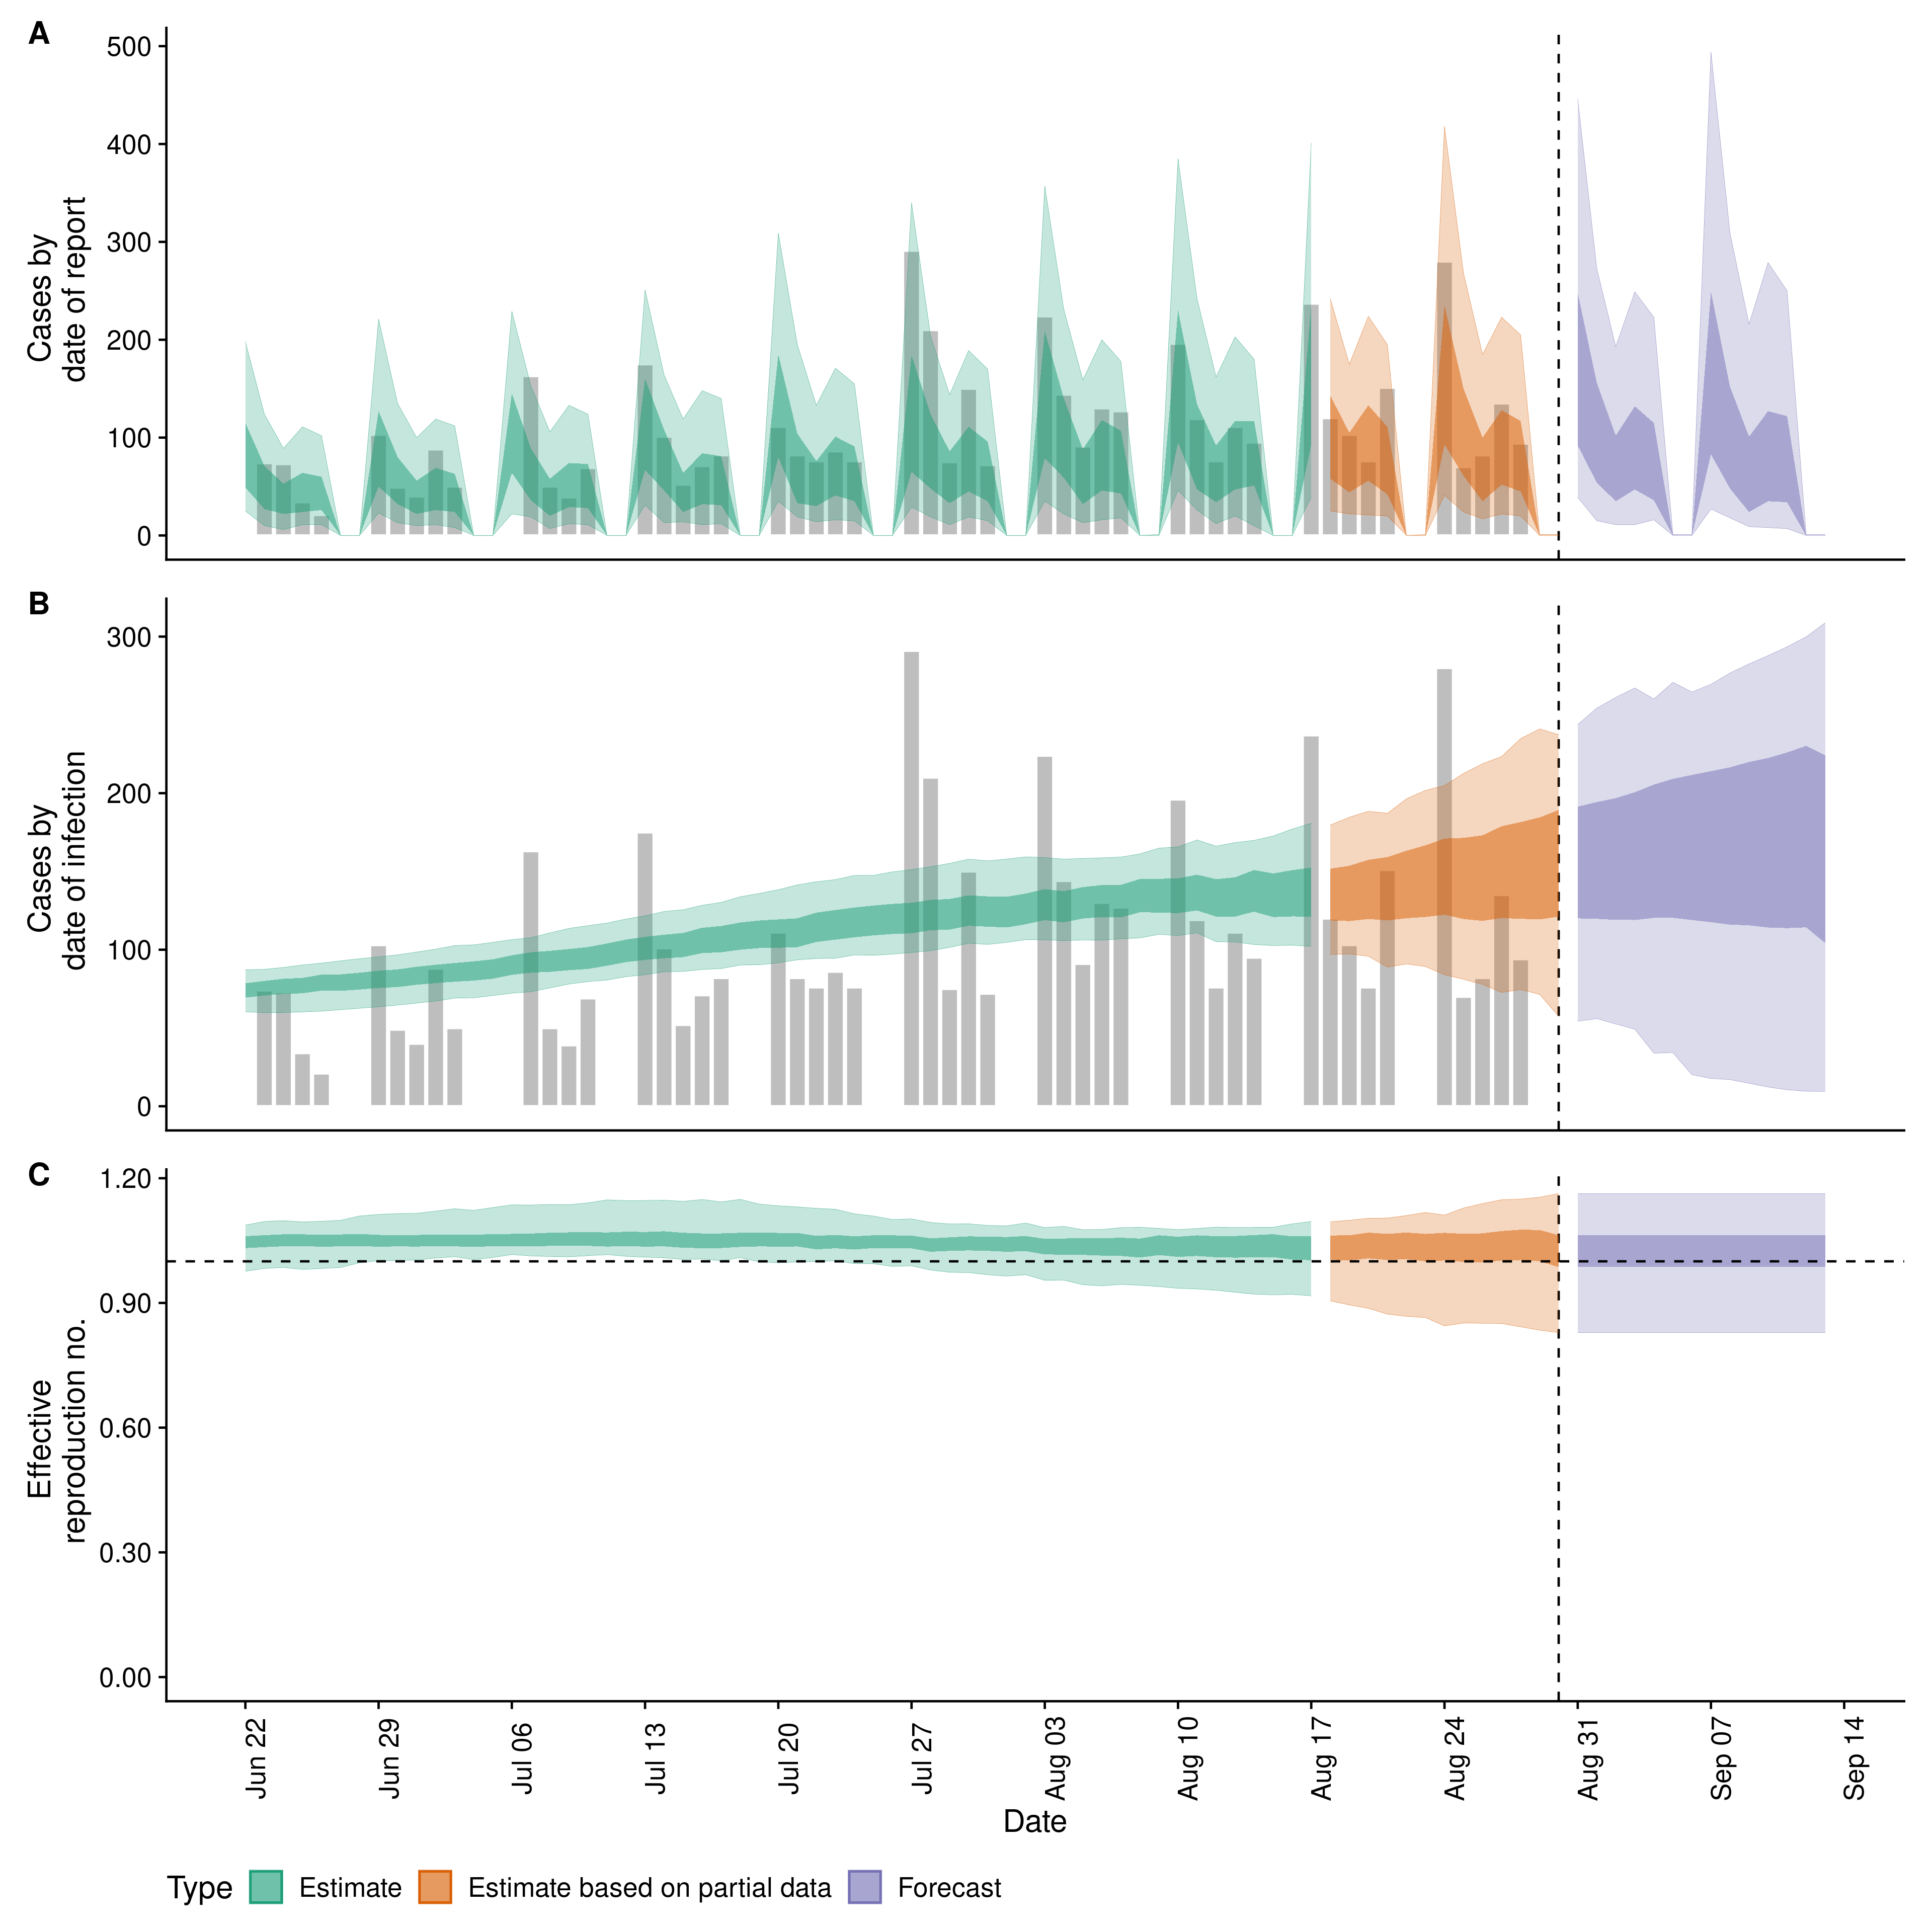 A
500
400
300
200
100
0
Cases by
date of report
B
300
200
100
0
Cases by
date of infection
C
1.20
0.90
0.60
0.30
0.00
Effective
reproduction no.
Jun 22
Jun 29
Jul 06
Jul 13
Jul 20
Jul 27
Aug 03
Aug 10
Aug 17
Aug 24
Aug 31
Sep 07
Sep 14
Date
Type
Estimate
Estimate based on partial data
Forecast